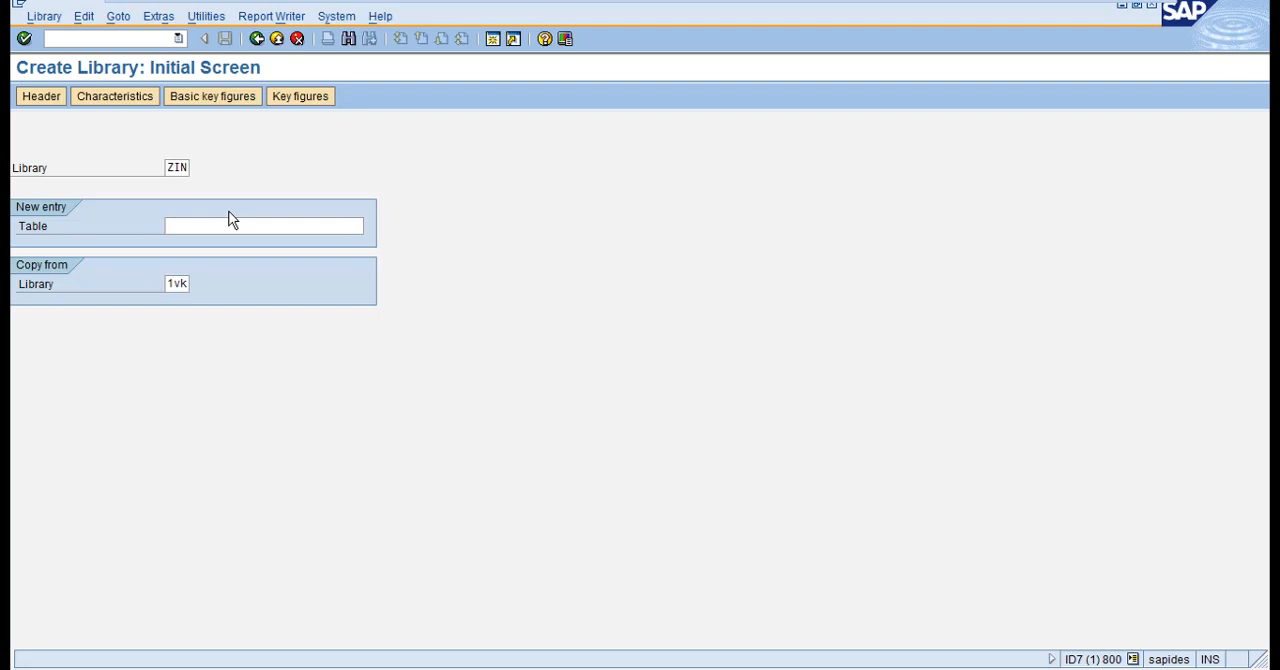 Library Edit Goto Extras Utilities Report Writer System Help
SAP
Create Library: Initial Screen
Header Characteristics Basic key figures Key figures
Library ZIN
New entry
Table
Copy from
Library 1vk
ID7 (1) 800 sapides INS